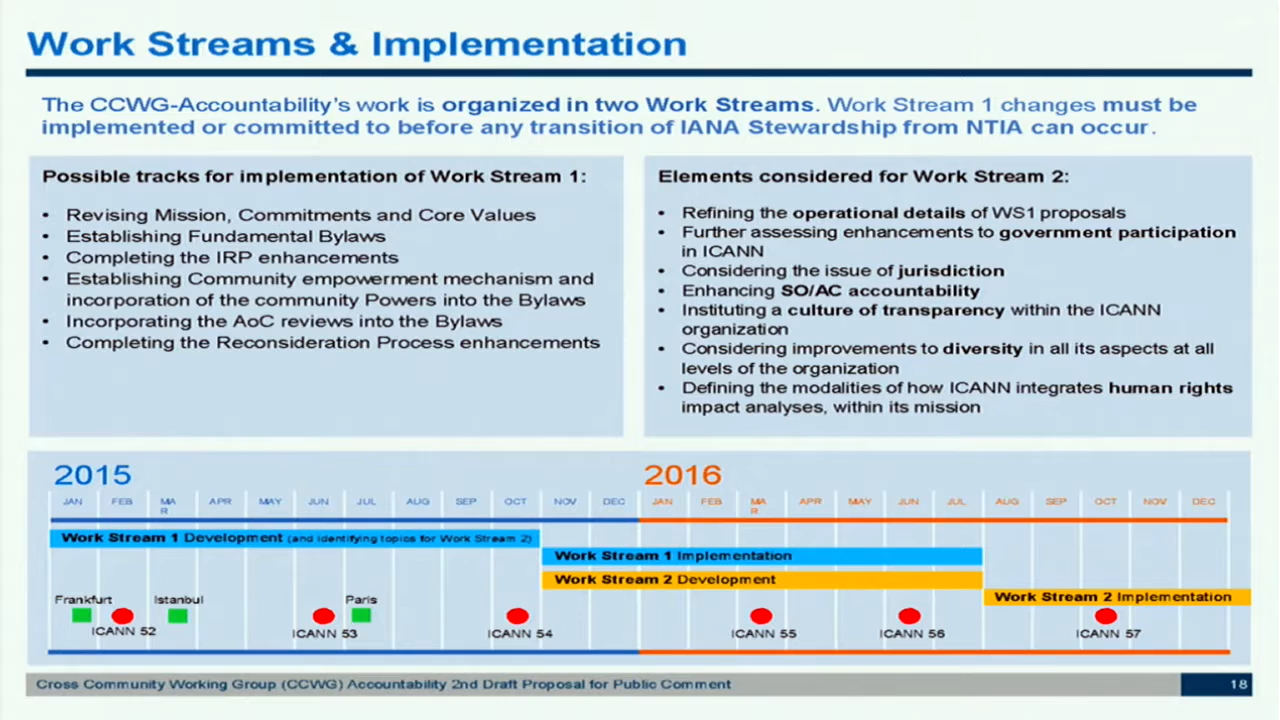 Work Streams & Implementation
The CCWG-Accountability's work is organized in two Work Streams. Work Stream 1 changes must be
implemented or committed to before any transition of IANA Stewardship from NTIA can occur.
Possible tracks for implementation of Work Stream 1:
• Revising Mission, Commitments and Core Values
• Establishing Fundamental Bylaws
• Completing the IRP enhancements
• Establishing Community empowerment mechanism and
incorporation of the community Powers into the Bylaws
• Incorporating the AoC reviews into the Bylaws
• Completing the Reconsideration Process enhancements
Elements considered for Work Stream 2:
• Refining the operational details of WS1 proposals
• Further assessing enhancements to government participation
in ICANN
• Considering the issue of jurisdiction
• Enhancing SO/AC accountability
• Instituting a culture of transparency within the ICANN
organization
• Considering improvements to diversity in all its aspects at all
levels of the organization
• Defining the modalities of how ICANN integrates human rights
impact analyses, within its mission
2015 2016
JAN FEB MA APR MAY JUN JUL AUG SEP OCT NOV DEC JAN FEB MA APR MAY JUN JUL AUG SEP OCT NOV DEC
R R
Work Stream 1 Development (and identifying topics for Work Stream 2)
Work Stream 1 Implementation
Work Stream 2 Development
Work Stream 2 Implementation
Frankfurt Istanbul Paris
ICANN 52 ICANN 53 ICANN 54 ICANN 55 ICANN 56 ICANN 57
Cross Community Working Group (CCWG) Accountability 2nd Draft Proposal for Public Comment 18